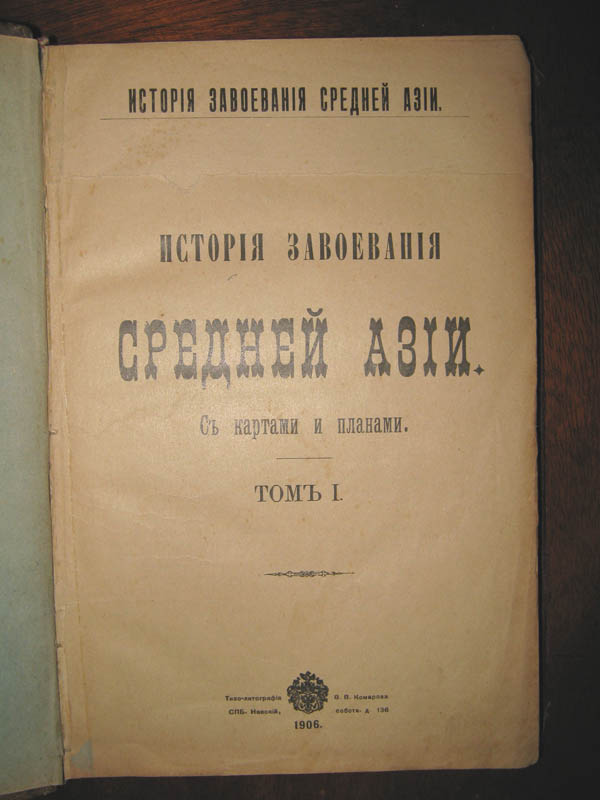 ИСТОРІЯ ЗАВОЕВАНІЯ СРЕДНЕЙ АЗІИ.
ИСТОРІЯ ЗАВОЕВАНІЯ
СРЕДНЕЙ АЗІИ.
Съ картами и планами.
ТОМЪ I.
Типо-литографія В. В. Комарова
СПБ. Невскій, собств. д 136
1906.